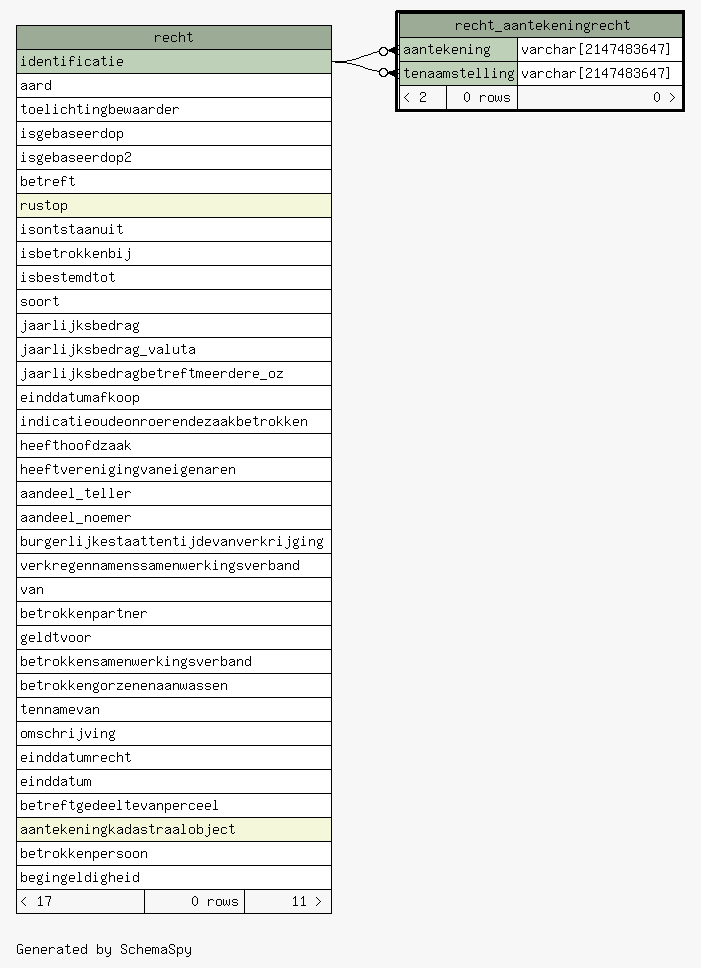 recht
identificatie
aard
toelichtingbewaarder
isgebaseerdop
isgebaseerdop2
betreft
rustop
isontstaanuit
isbetrokkenbij
isbestemdtot
soort
jaarlijksbedrag
jaarlijksbedrag_valuta
jaarlijksbedragbetreftmeerdere_oz
einddatumafkoop
indicatieoudeonroerendezaakbetrokken
heefthoofdzaak
heeftverenigingvaneigenaren
aandeel_teller
aandeel_noemer
burgerlijkestaattentijdevanverkrijging
verkregennamenssamenwerkingsverband
van
betrokkenpartner
geldtvoor
betrokkensamenwerkingsverband
betrokkengorzenenaanwassen
tennamevan
omschrijving
einddatumrecht
einddatum
betreftgedeeltevanperceel
aantekeningkadastraalobject
betrokkenpersoon
begingeldigheid
< 17 0 rows 11 >
recht_aantekeningrecht
aantekening varchar[2147483647]
tenaamstelling varchar[2147483647]
< 2 0 rows 0 >
Generated by SchemaSpy